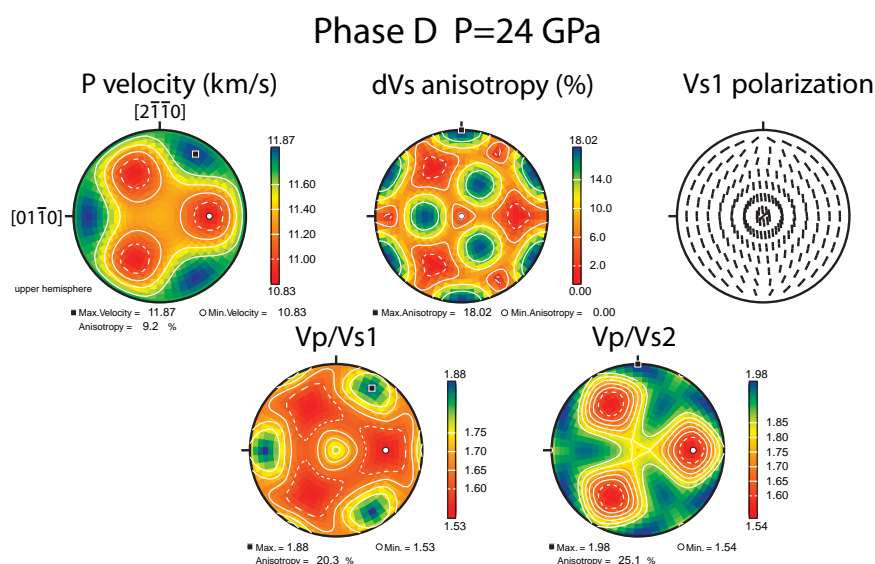 Phase D P=24 GPa
P velocity (km/s)
dVs anisotropy (%)
Vs1 polarization
[21̅1̅0]
[011̅0]
11.87
11.60
11.40
11.20
11.00
10.83
18.02
14.0
10.0
6.0
2.0
0.00
upper hemisphere
Max.Velocity = 11.87 Min.Velocity = 10.83
Anisotropy = 9.2 %
Max.Anisotropy = 18.02 Min.Anisotropy = 0.00
Vp/Vs1
Vp/Vs2
1.88
1.75
1.70
1.65
1.60
1.53
1.98
1.85
1.80
1.75
1.70
1.65
1.60
1.54
Max. = 1.88 Min. = 1.53
Anisotropy = 20.3 %
Max. = 1.98 Min. = 1.54
Anisotropy = 25.1 %